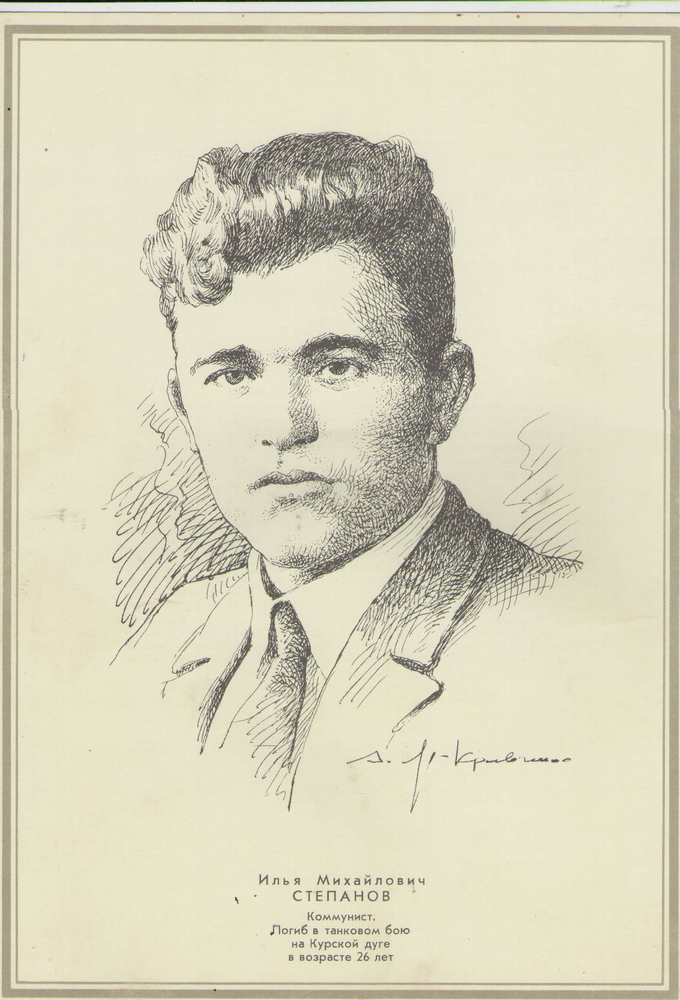 Илья Михайлович
СТЕПАНОВ
Коммунист.
Погиб в танковом бою
на Курской дуге
в возрасте 26 лет